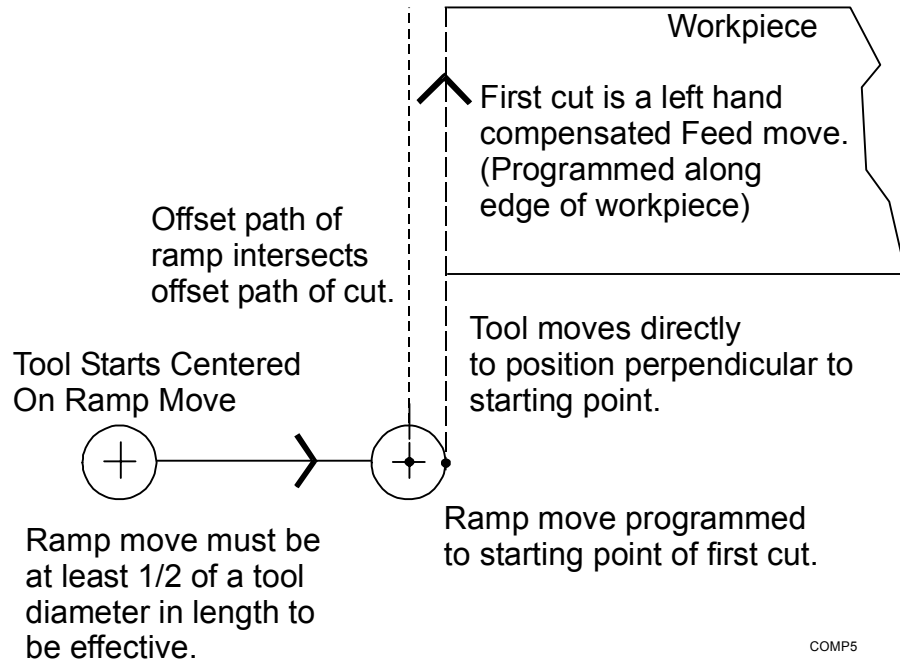 Workpiece
First cut is a left hand
compensated Feed move.
(Programmed along
edge of workpiece)
Offset path of
ramp intersects
offset path of cut.
Tool moves directly
to position perpendicular to
starting point.
Tool Starts Centered
On Ramp Move
Ramp move programmed
to starting point of first cut.
Ramp move must be
at least 1/2 of a tool
diameter in length to
be effective.
COMP5